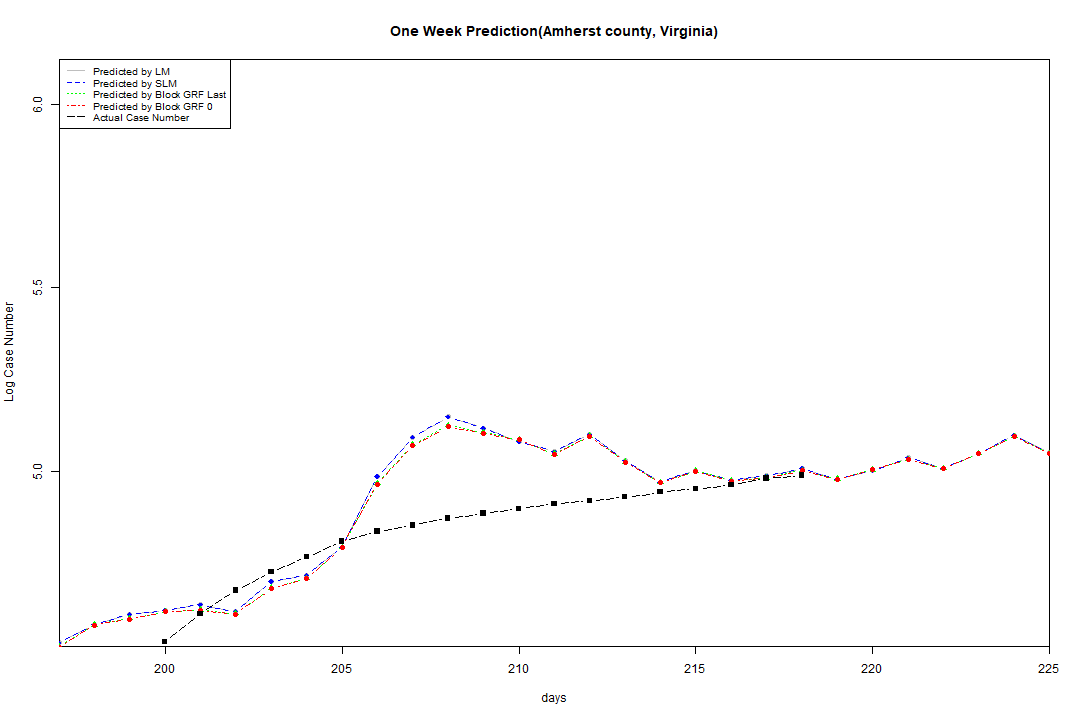 One Week Prediction(Amherst county, Virginia)
Predicted by LM
Predicted by SLM
Predicted by Block GRF Last
Predicted by Block GRF 0
Actual Case Number
6.0
5.5
5.0
Log Case Number
200 205 210 215 220 225
days